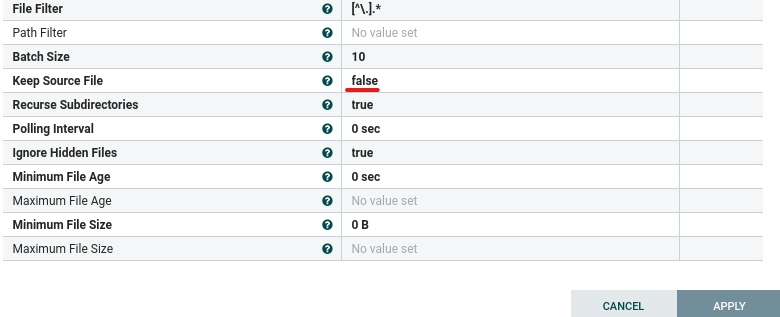 File Filter [^\.].*
Path Filter No value set
Batch Size 10
Keep Source File false
Recurse Subdirectories true
Polling Interval 0 sec
Ignore Hidden Files true
Minimum File Age 0 sec
Maximum File Age No value set
Minimum File Size 0 B
Maximum File Size No value set
CANCEL APPLY